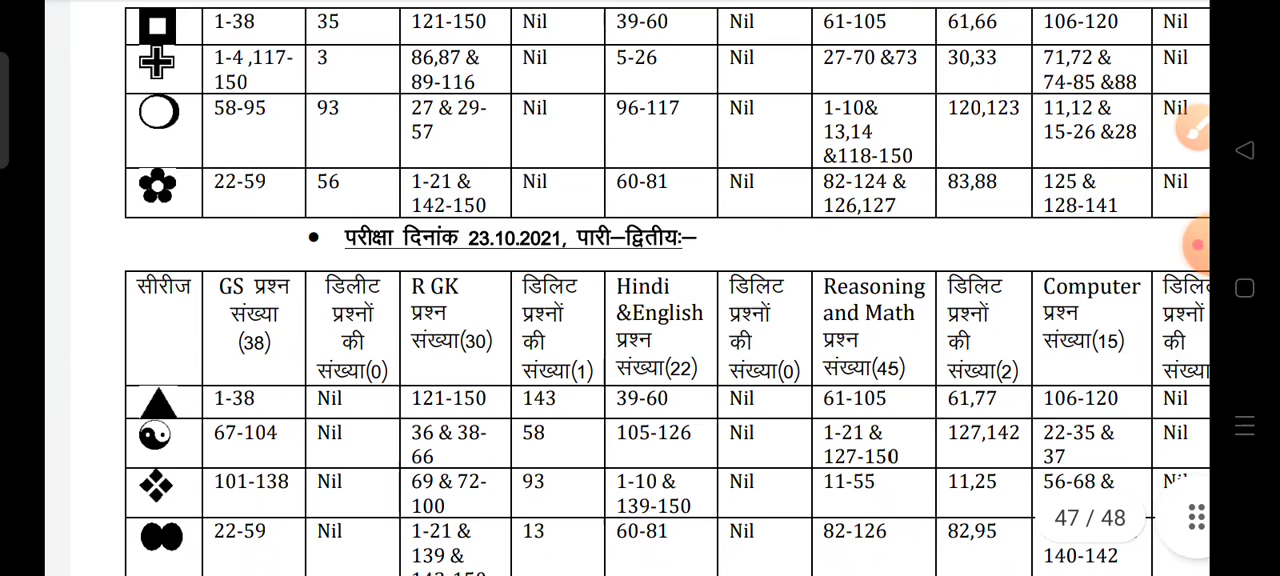 1-38 35 121-150 Nil 39-60 Nil 61-105 61,66 106-120 Nil
1-4 ,117- 3 86,87 & Nil 5-26 Nil 27-70 &73 30,33 71,72 & Nil
150 89-116 74-85 &88
58-95 93 27 & 29- Nil 96-117 Nil 1-10& 120,123 11,12 & Nil
57 13,14 15-26 &28
&118-150
22-59 56 1-21 & Nil 60-81 Nil 82-124 & 83,88 125 & Nil
142-150 126,127 128-141
• परीक्षा दिनांक 23.10.2021, पारी–द्वितीयः–
सीरीज GS प्रश्न डिलीट R GK डिलिट Hindi डिलिट Reasoning डिलिट Computer
संख्या प्रश्नों प्रश्न प्रश्नों &English प्रश्नों and Math प्रश्नों प्रश्न
(38) की संख्या(30) की प्रश्न की प्रश्न की संख्या(15) की
संख्या(0) संख्या(1) संख्या(22) संख्या(0) संख्या(45) संख्या(2)
1-38 Nil 121-150 143 39-60 Nil 61-105 61,77 106-120 Nil
67-104 Nil 36 & 38- 58 105-126 Nil 1-21 & 127,142 22-35 & Nil
66 127-150 37
101-138 Nil 69 & 72- 93 1-10 & Nil 11-55 11,25 56-68 &
100 139-150
47 / 48
22-59 Nil 1-21 & 13 60-81 Nil 82-126 82,95
139 & 140-142